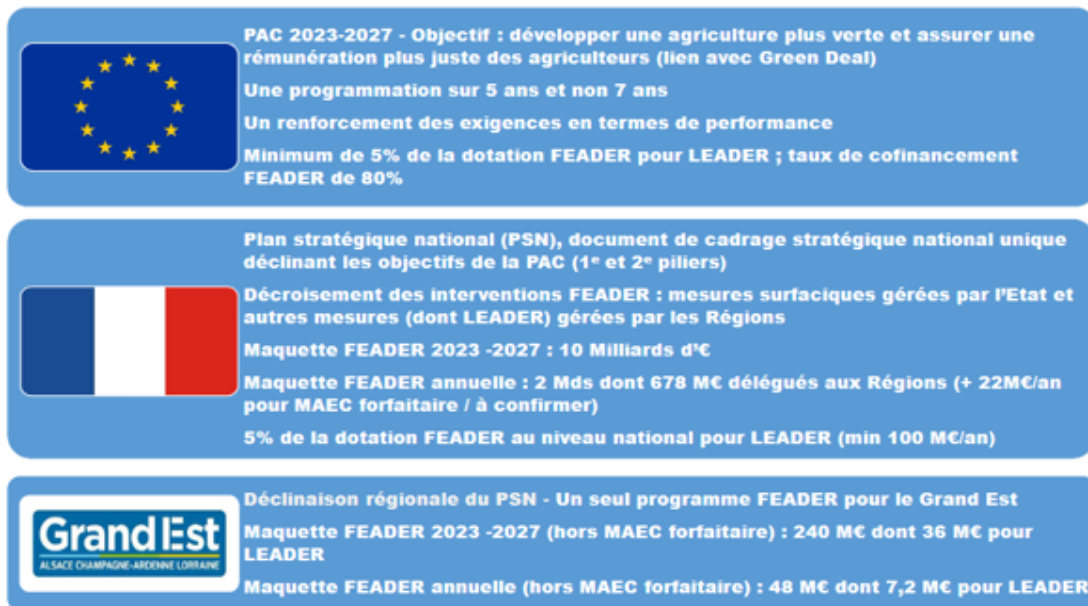 PAC 2023-2027 - Objectif : développer une agriculture plus verte et assurer une
rémunération plus juste des agriculteurs (lien avec Green Deal)
Une programmation sur 5 ans et non 7 ans
Un renforcement des exigences en termes de performance
Minimum de 5% de la dotation FEADER pour LEADER ; taux de cofinancement
FEADER de 80%
Plan stratégique national (PSN), document de cadrage stratégique national unique
déclinant les objectifs de la PAC (1e et 2e piliers)
Décroisement des interventions FEADER : mesures surfaciques gérées par l'Etat et
autres mesures (dont LEADER) gérées par les Régions
Maquette FEADER 2023 -2027 : 10 Milliards d'€
Maquette FEADER annuelle : 2 Mds dont 678 M€ délégués aux Régions (+ 22M€/an
pour MAEC forfaitaire / à confirmer)
5% de la dotation FEADER au niveau national pour LEADER (min 100 M€/an)
Grand Est
ALSACE CHAMPAGNE-ARDENNE LORRAINE
Déclinaison régionale du PSN - Un seul programme FEADER pour le Grand Est
Maquette FEADER 2023 -2027 (hors MAEC forfaitaire) : 240 M€ dont 36 M€ pour
LEADER
Maquette FEADER annuelle (hors MAEC forfaitaire) : 48 M€ dont 7,2 M€ pour LEADER